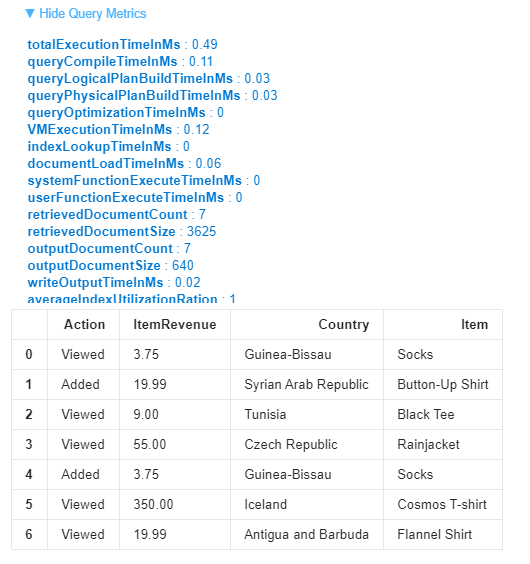 ▼ Hide Query Metrics
totalExecutionTimeInMs : 0.49
queryCompileTimeInMs : 0.11
queryLogicalPlanBuildTimeInMs : 0.03
queryPhysicalPlanBuildTimeInMs : 0.03
queryOptimizationTimeInMs : 0
VMExecutionTimeInMs : 0.12
indexLookupTimeInMs : 0
documentLoadTimeInMs : 0.06
systemFunctionExecuteTimeInMs : 0
userFunctionExecuteTimeInMs : 0
retrievedDocumentCount : 7
retrievedDocumentSize : 3625
outputDocumentCount : 7
outputDocumentSize : 640
writeOutputTimeInMs : 0.02
averageIndexUtilizationRation : 1
Action ItemRevenue Country Item
0 Viewed 3.75 Guinea-Bissau Socks
1 Added 19.99 Syrian Arab Republic Button-Up Shirt
2 Viewed 9.00 Tunisia Black Tee
3 Viewed 55.00 Czech Republic Rainjacket
4 Added 3.75 Guinea-Bissau Socks
5 Viewed 350.00 Iceland Cosmos T-shirt
6 Viewed 19.99 Antigua and Barbuda Flannel Shirt